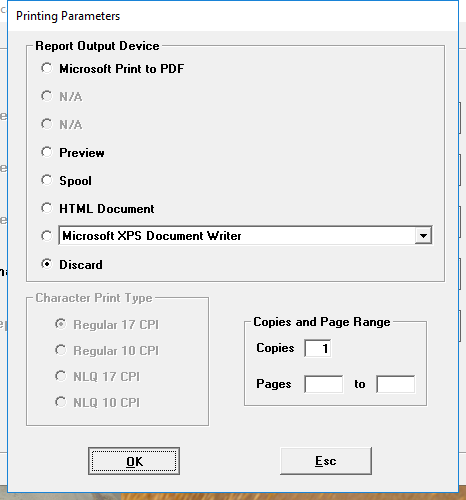 Printing Parameters
Report Output Device
Microsoft Print to PDF
N/A
N/A
Preview
Spool
HTML Document
Microsoft XPS Document Writer
Discard
Character Print Type
Regular 17 CPI
Regular 10 CPI
NLQ 17 CPI
NLQ 10 CPI
Copies and Page Range
Copies 1
Pages to
OK
Esc